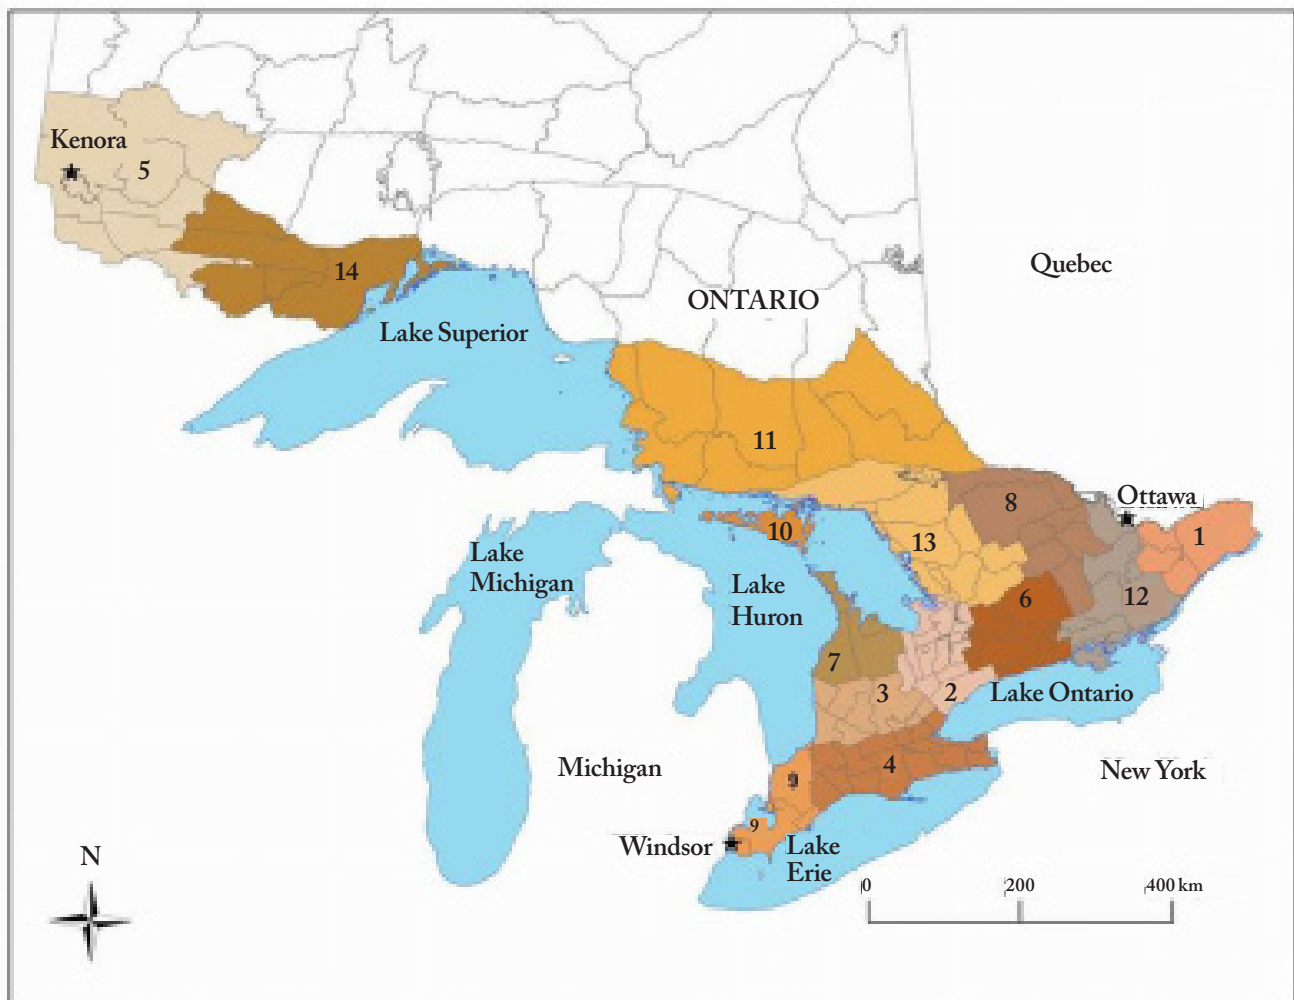 Kenora
5
14
Quebec
ONTARIO
Lake Superior
11
8
Ottawa
10
13
1
Lake
Michigan
Lake
Huron
6
12
7
3
2
Lake Ontario
Michigan
4
New York
9
9
Windsor
Lake
Erie
N
0
200
400 km